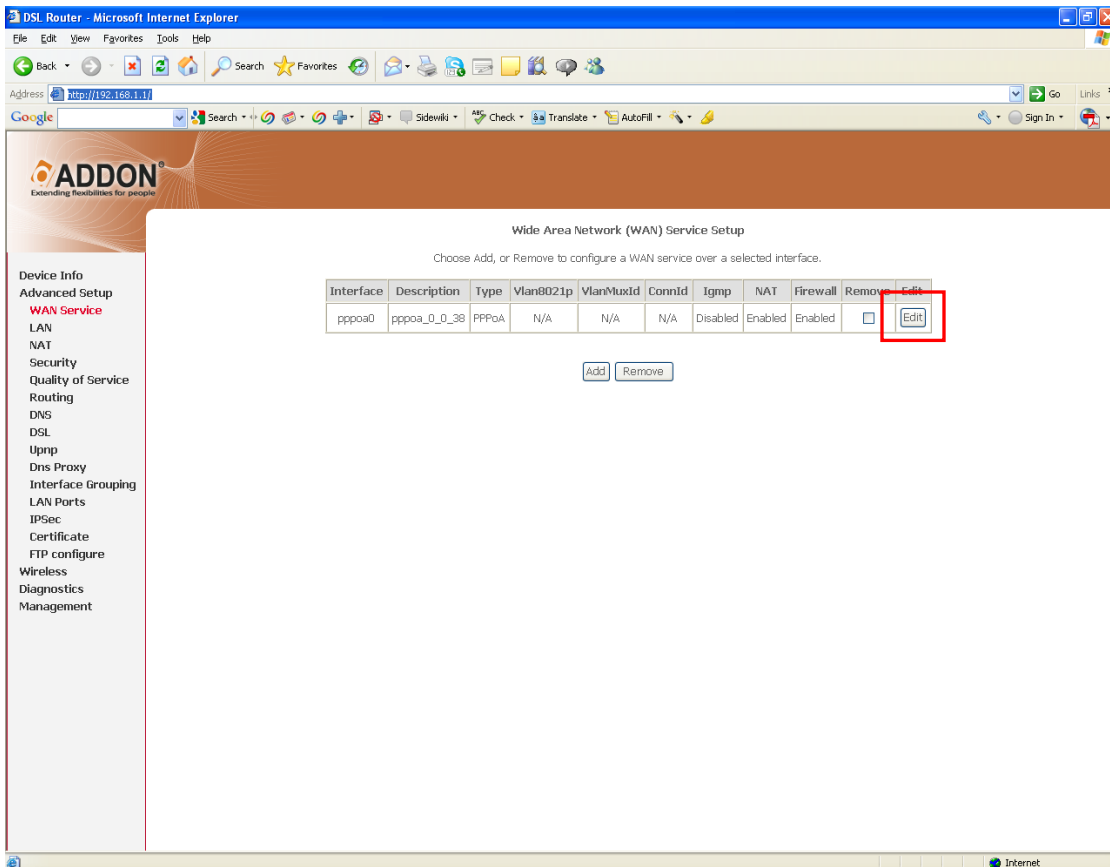 DSL Router - Microsoft Internet Explorer
File Edit View Favorites Tools Help
Back Search Favorites
Address http://192.168.1.1/ Go Links
Google Search Sidewiki ABC Check Translate AutoFill Sign In
ADDON®
Extending flexibilities for people
Wide Area Network (WAN) Service Setup
Choose Add, or Remove to configure a WAN service over a selected interface.
Interface Description Type Vlan8021p VlanMuxId ConnId Igmp NAT Firewall Remove Edit
pppoa0 pppoa_0_0_38 PPPoA N/A N/A N/A Disabled Enabled Enabled Edit
Add Remove
Device Info
Advanced Setup
WAN Service
LAN
NAT
Security
Quality of Service
Routing
DNS
DSL
Upnp
Dns Proxy
Interface Grouping
LAN Ports
IPSec
Certificate
FTP configure
Wireless
Diagnostics
Management
Internet